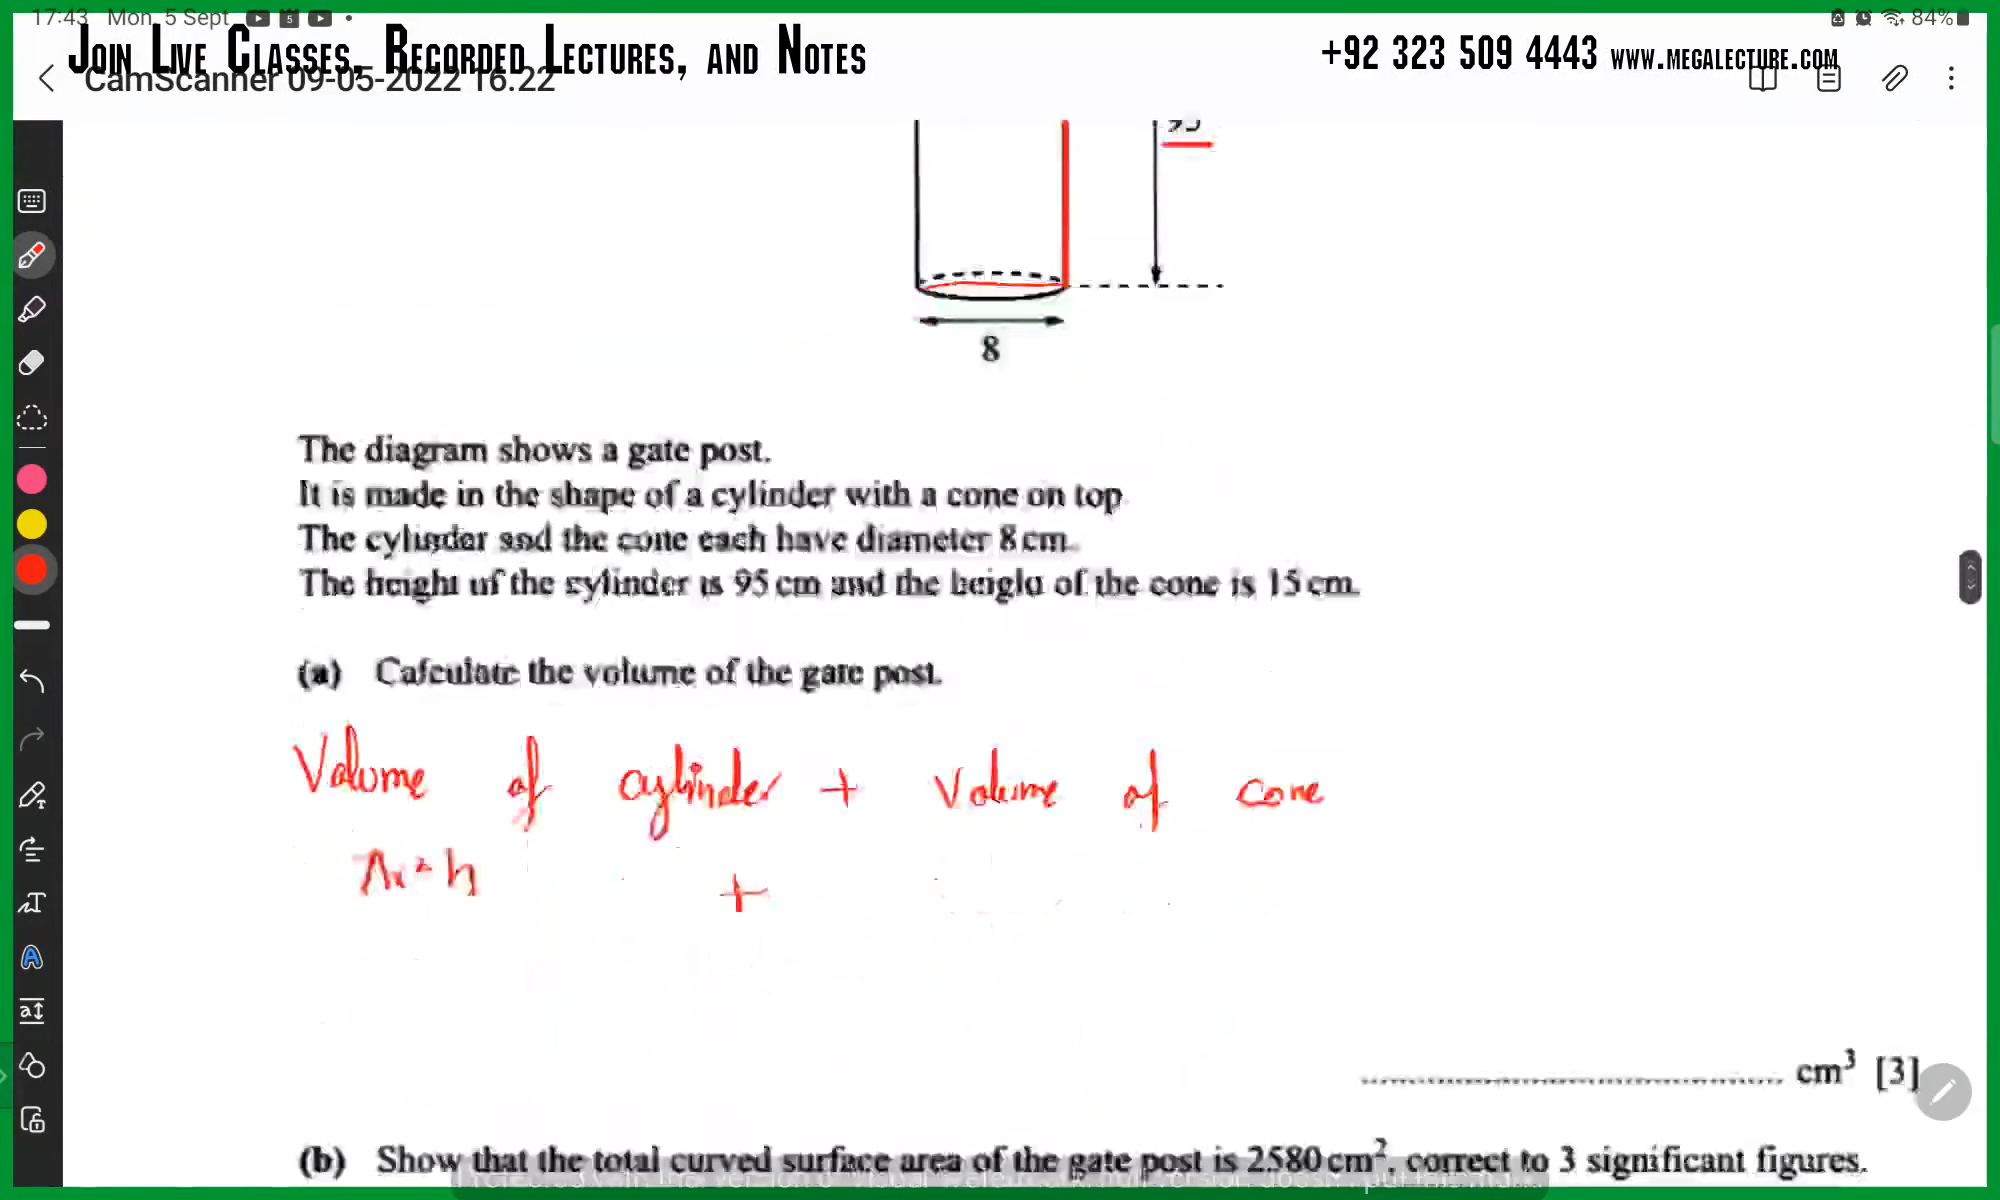 17:43 Mon, 5 Sept
84%
JOIN LIVE CLASSES, RECORDED LECTURES, AND NOTES
+92 323 509 4443 WWW.MEGALECTURE.COM
CamScanner 09-05-2022 16.22
95
8
The diagram shows a gate post.
It is made in the shape of a cylinder with a cone on top
The cylinder and the cone each have diameter 8 cm.
The height of the cylinder is 95 cm and the height of the cone is 15 cm.
(a) Calculate the volume of the gate post.
Volume of cylinder + Volume of cone
πr²h +
cm³ [3]
(b) Show that the total curved surface area of the gate post is 2580 cm², correct to 3 significant figures.